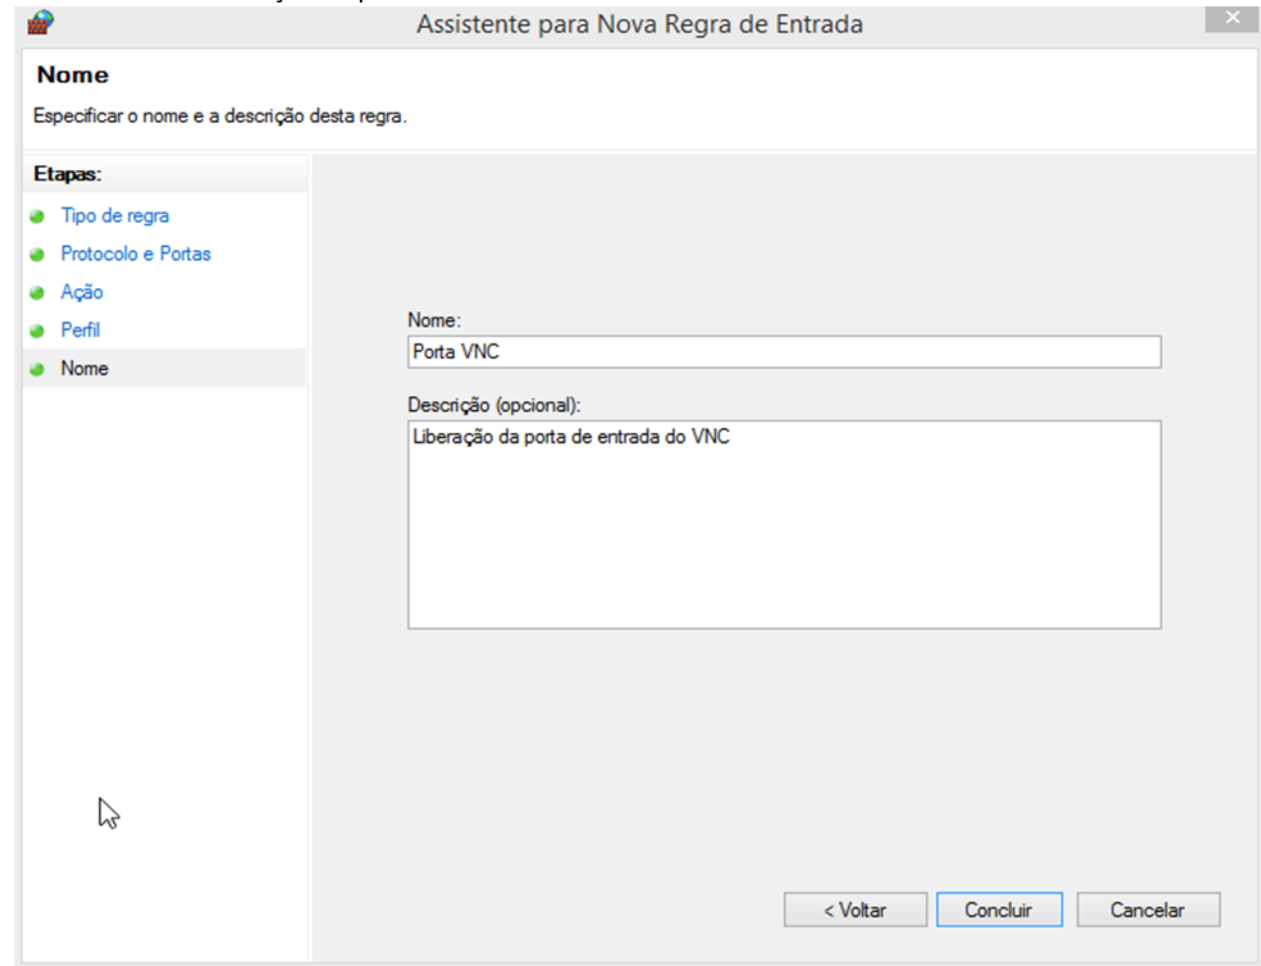 Assistente para Nova Regra de Entrada
Nome
Especificar o nome e a descrição desta regra.
Etapas:
Tipo de regra
Protocolo e Portas
Ação
Perfil
Nome
Nome:
Porta VNC
Descrição (opcional):
Liberação da porta de entrada do VNC
< Voltar
Concluir
Cancelar